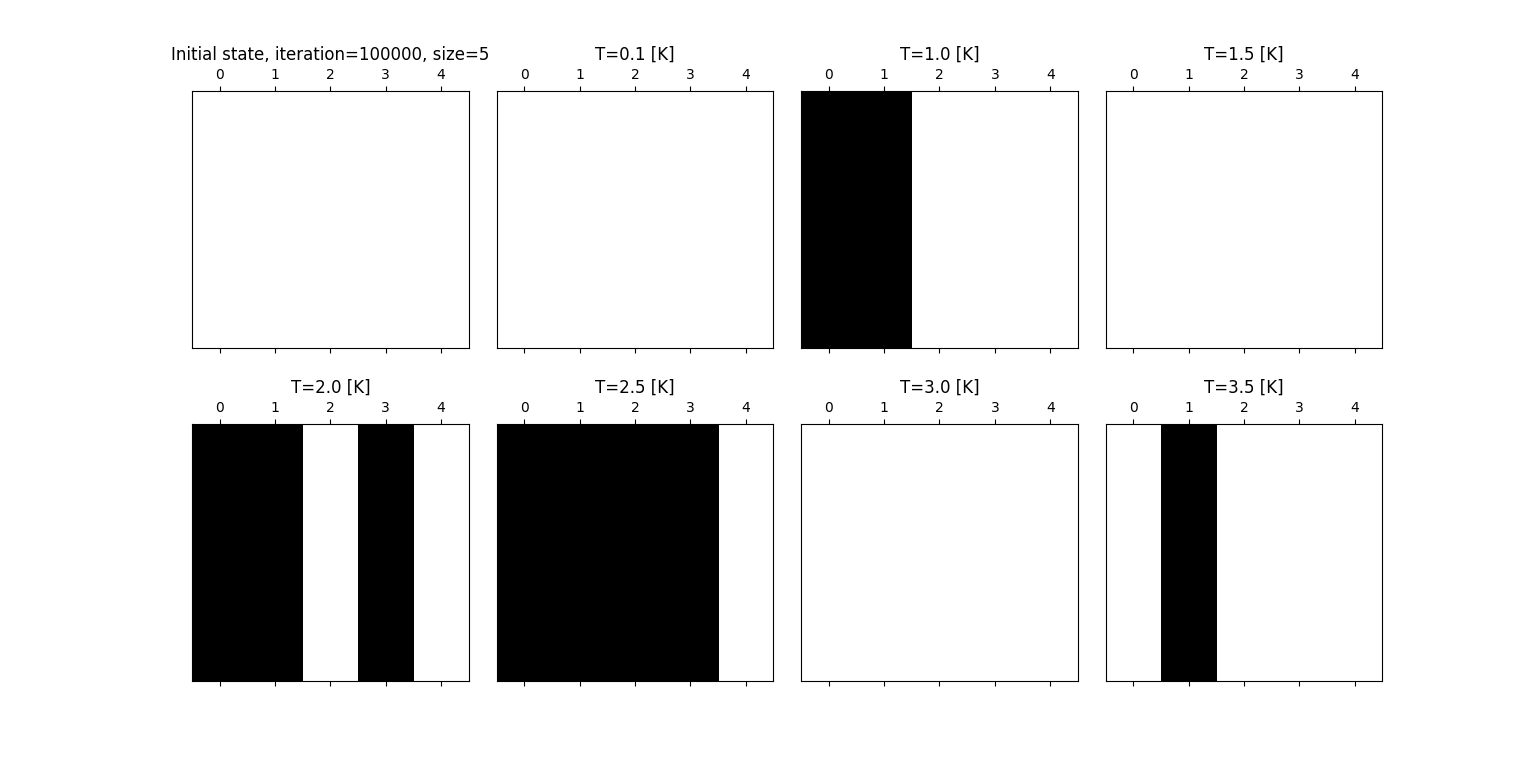 Initial state, iteration=100000, size=5
0 1 2 3 4
T=0.1 [K]
0 1 2 3 4
T=1.0 [K]
0 1 2 3 4
T=1.5 [K]
0 1 2 3 4
T=2.0 [K]
0 1 2 3 4
T=2.5 [K]
0 1 2 3 4
T=3.0 [K]
0 1 2 3 4
T=3.5 [K]
0 1 2 3 4